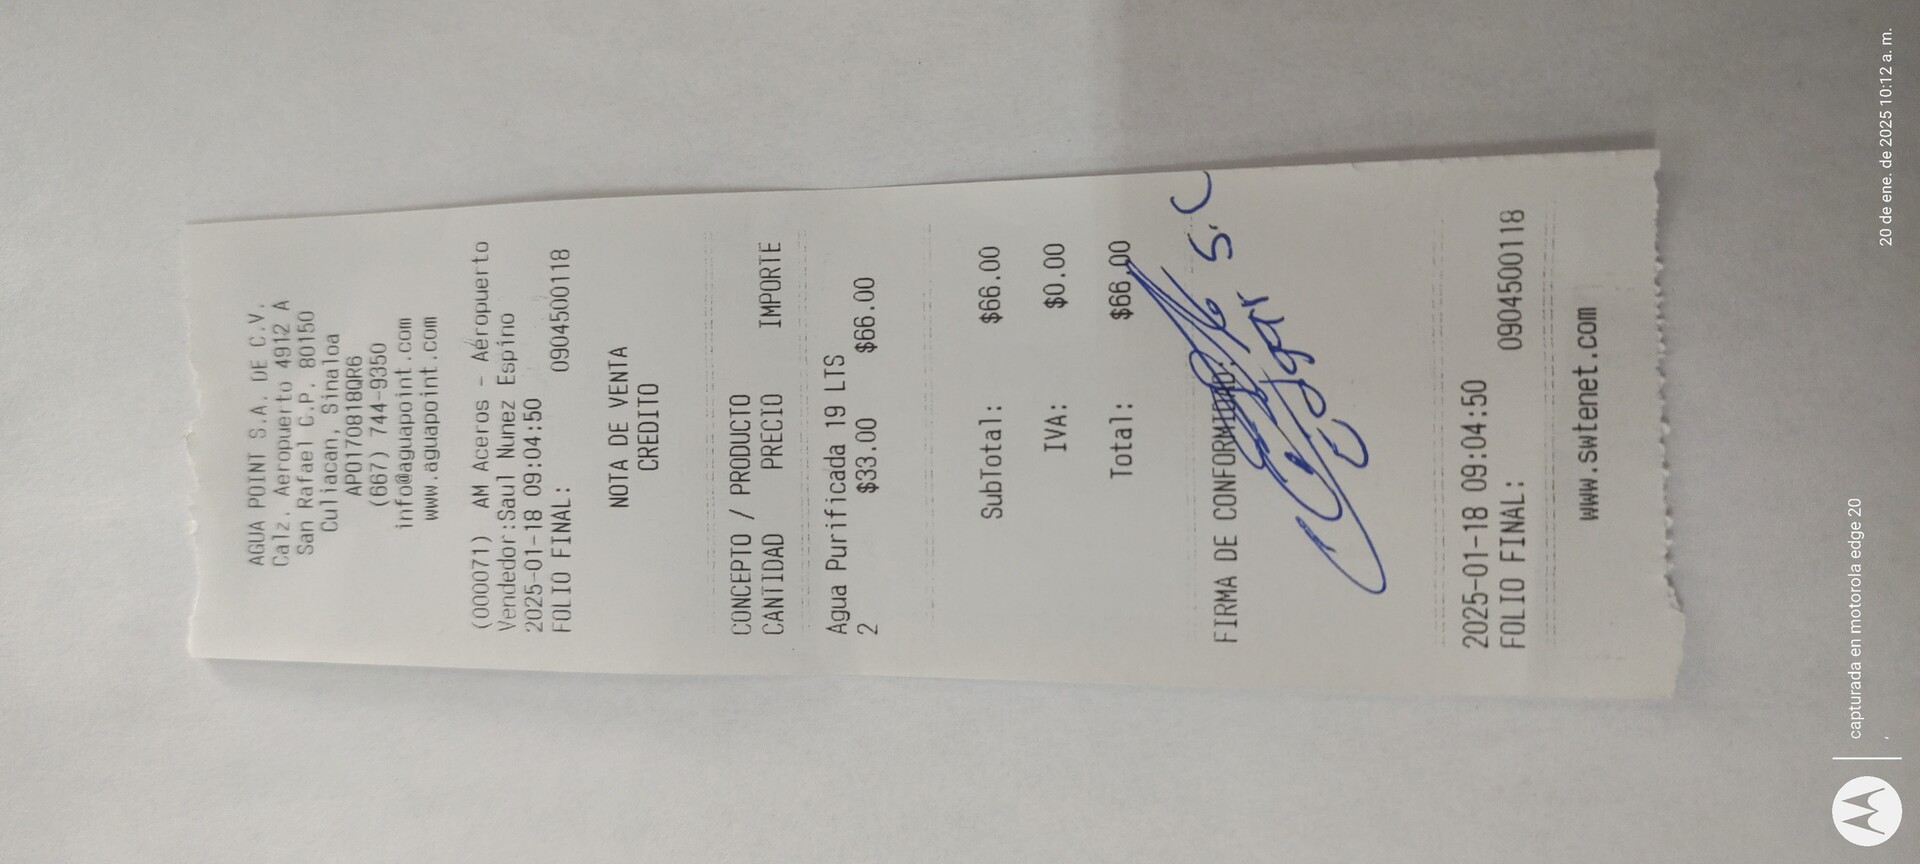 AGUA POINT S.A. DE C.V.
Calz. Aeropuerto 4912 A
San Rafael C.P. 80150
Culiacan, Sinaloa
APO170818QR6
(667) 744-9350
info@aguapoint.com
www.aguapoint.com
(000071) AM Aceros - Aeropuerto
Vendedor:Saul Nunez Espino
2025-01-18 09:04:50
FOLIO FINAL: 0904500118
NOTA DE VENTA
CREDITO
CONCEPTO / PRODUCTO
CANTIDAD PRECIO IMPORTE
Agua Purificada 19 LTS
2 $33.00 $66.00
SubTotal: $66.00
IVA: $0.00
Total: $66.00
FIRMA DE CONFORMIDAD:
Edgar S.C
2025-01-18 09:04:50
FOLIO FINAL: 0904500118
www.swtenet.com
capturada en motorola edge 20
20 de ene. de 2025 10:12 a. m.